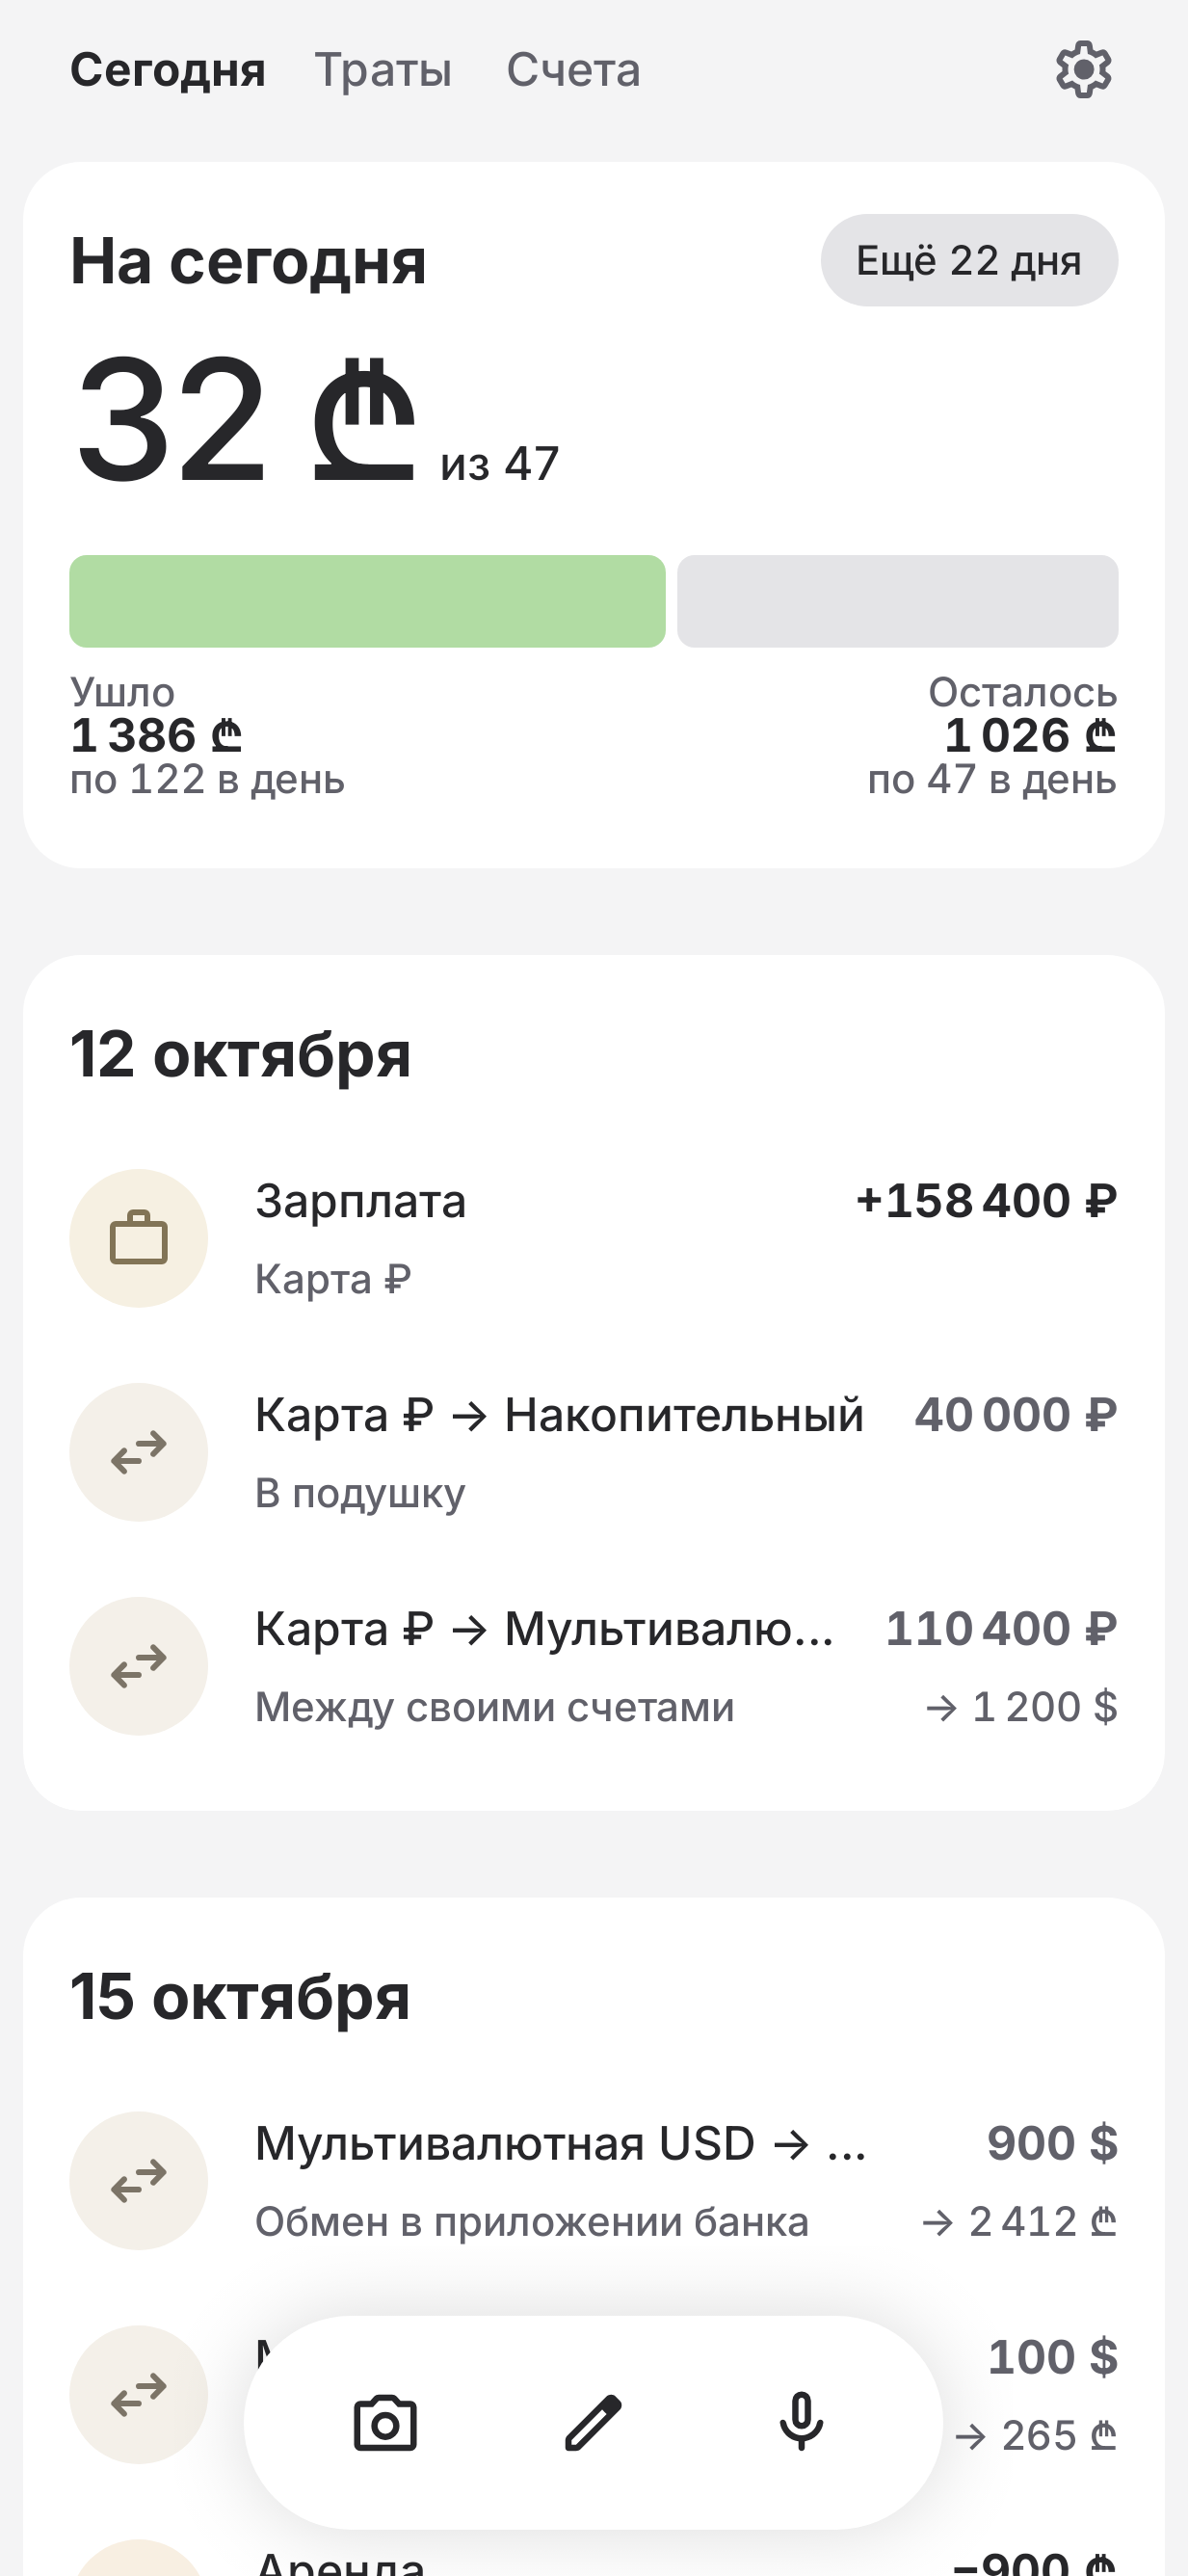 Сегодня Траты Счета
На сегодня Ещё 22 дня
32 ₾ из 47
Ушло Осталось
1 386 ₾ 1 026 ₾
по 122 в день по 47 в день
12 октября
Зарплата +158 400 ₽
Карта ₽
Карта ₽ → Накопительный 40 000 ₽
В подушку
Карта ₽ → Мультивалю... 110 400 ₽
Между своими счетами → 1 200 $
15 октября
Мультивалютная USD → ... 900 $
Обмен в приложении банка → 2 412 ₾
100 $
→ 265 ₾
Аренда −900 ₾